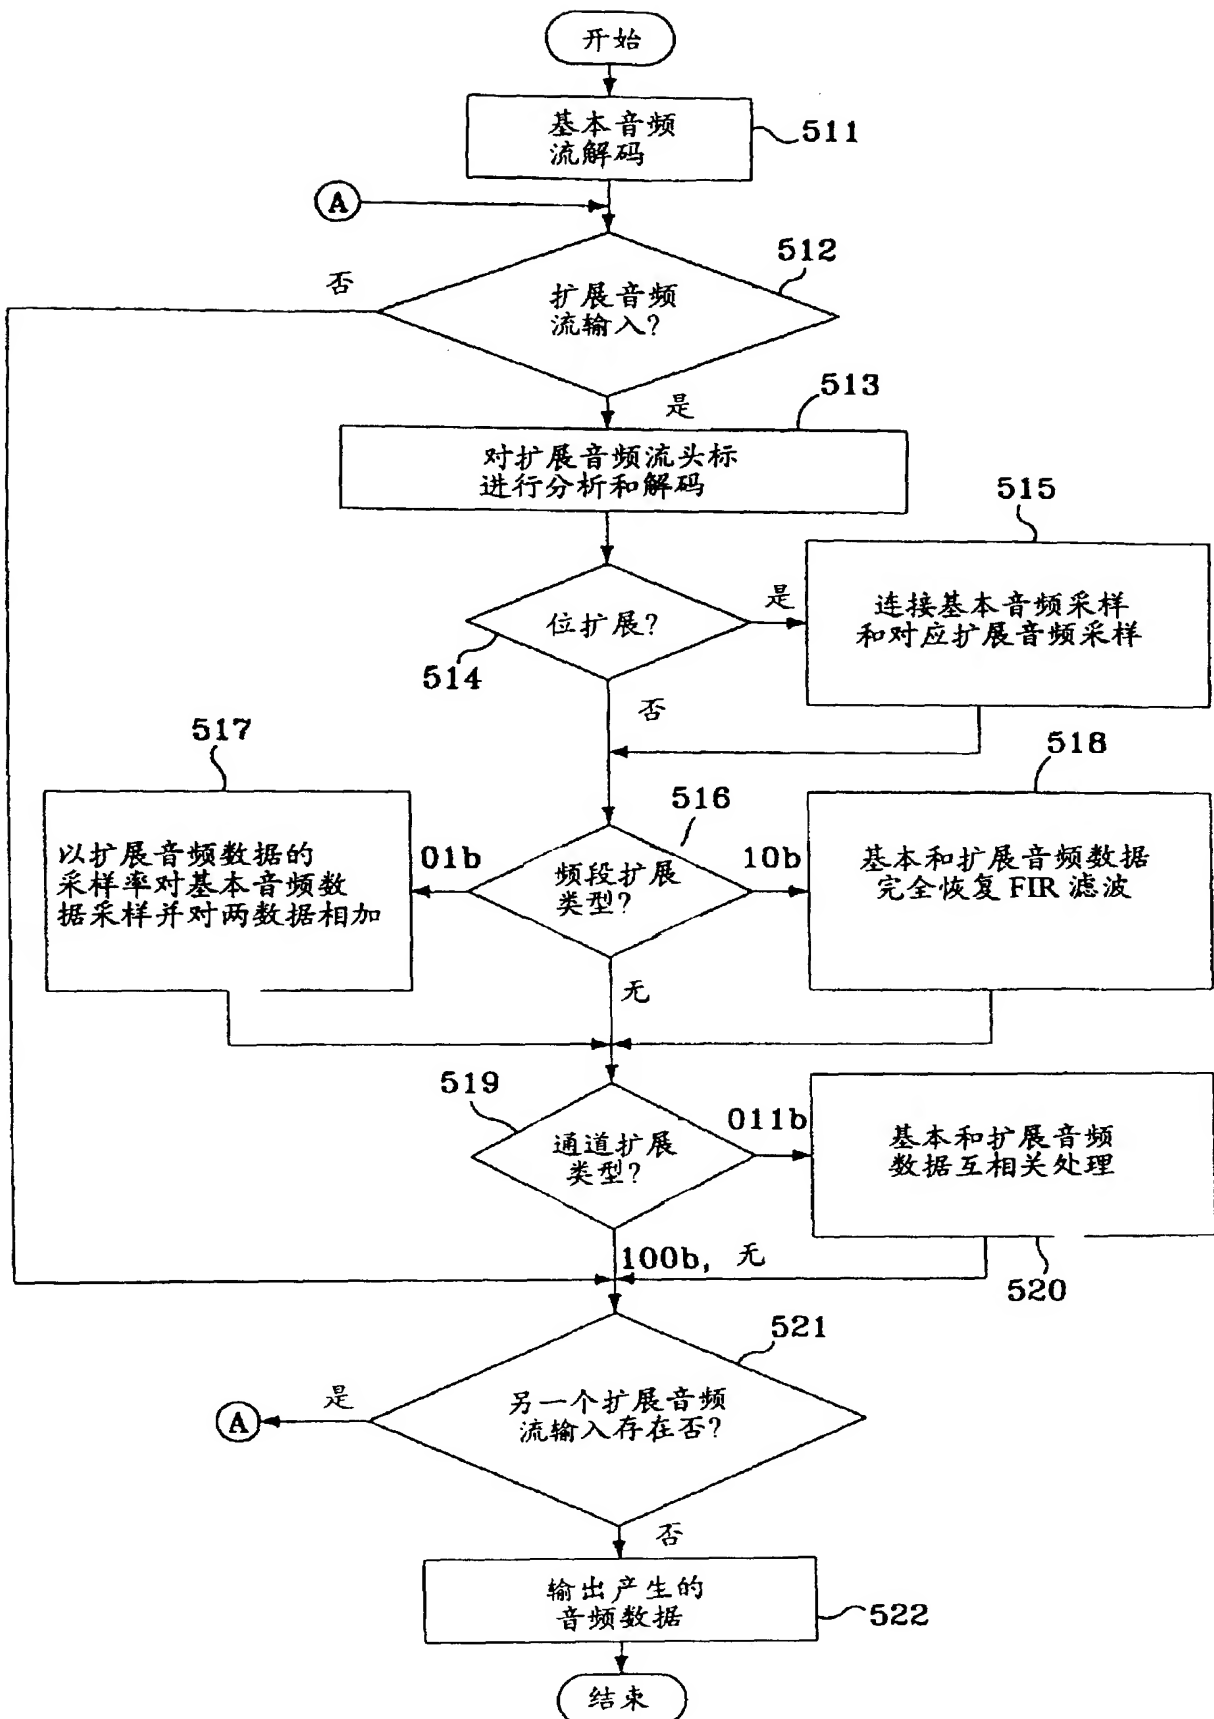 开始
基本音频
流解码
511
A
512
否
扩展音频
流输入?
是
513
对扩展音频流头标
进行分析和解码
515
位扩展?
是
连接基本音频采样
和对应扩展音频采样
514
否
517
518
516
以扩展音频数据的
采样率对基本音频数
据采样并对两数据相加
01b
频段扩展
类型?
10b
基本和扩展音频数据
完全恢复 FIR 滤波
无
519
通道扩展
类型?
011b
基本和扩展音频
数据互相关处理
100b, 无
520
521
A
是
另一个扩展音频
流输入存在否?
否
输出产生的
音频数据
522
结束